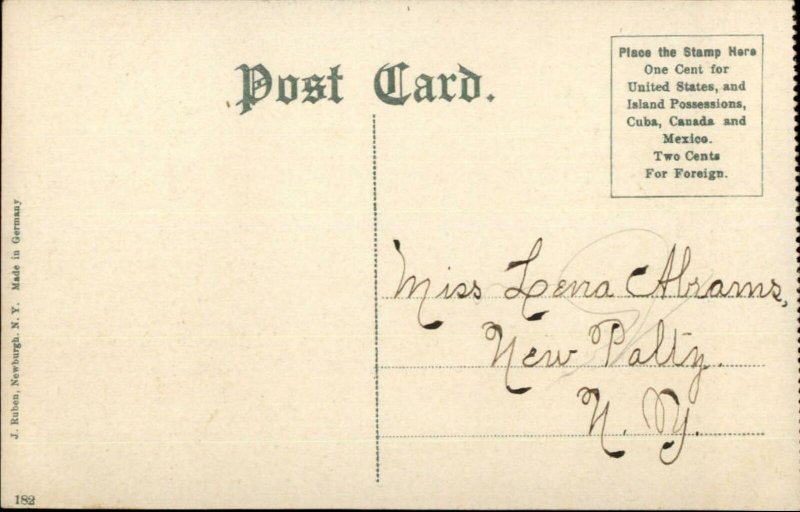 Post Card.
Place the Stamp Here
One Cent for
United States, and
Island Possessions,
Cuba, Canada and
Mexico.
Two Cents
For Foreign.
Miss Lena Abrams,
New Paltz.
N. Y.
J. Ruben, Newburgh. N. Y. Made in Germany
182